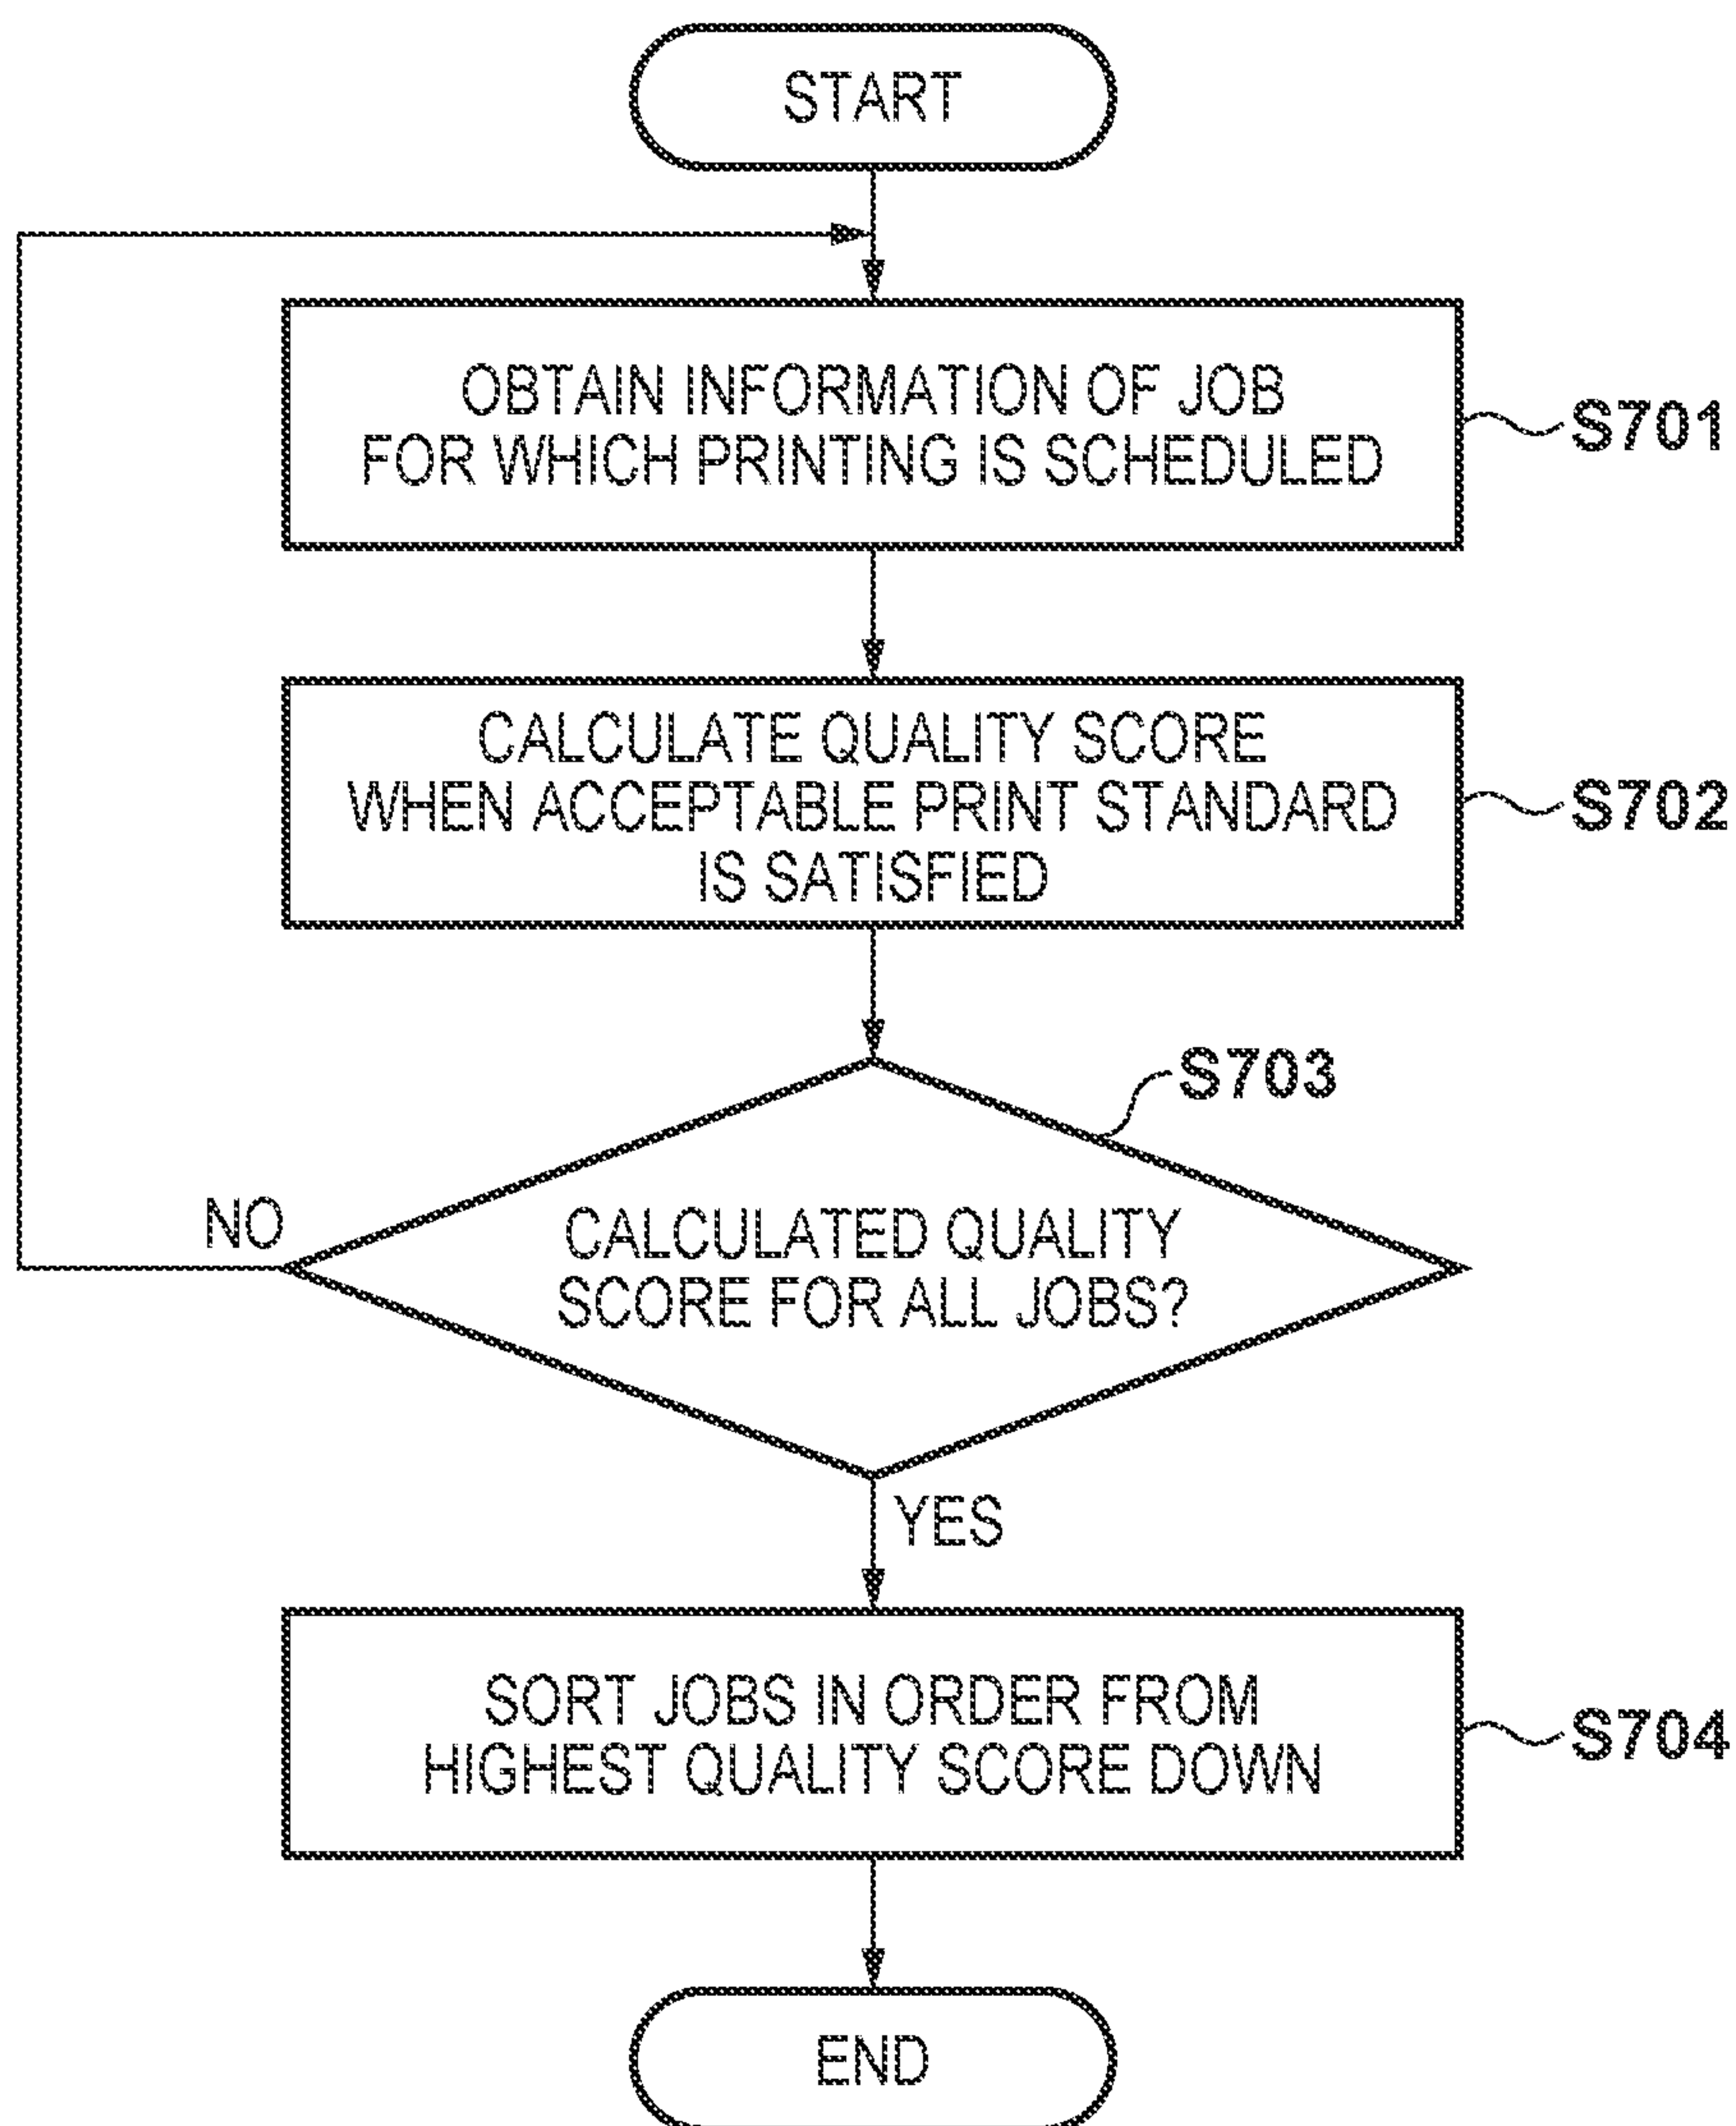 START
OBTAIN INFORMATION OF JOB
FOR WHICH PRINTING IS SCHEDULED
S701
CALCULATE QUALITY SCORE
WHEN ACCEPTABLE PRINT STANDARD
IS SATISFIED
S702
S703
CALCULATED QUALITY
SCORE FOR ALL JOBS?
NO
YES
SORT JOBS IN ORDER FROM
HIGHEST QUALITY SCORE DOWN
S704
END